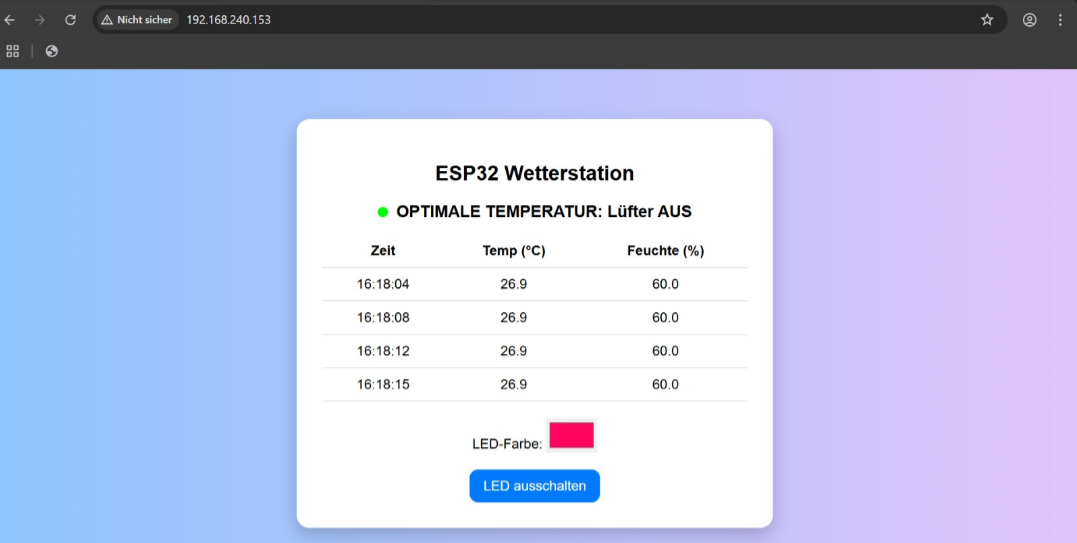 Nicht sicher 192.168.240.153
ESP32 Wetterstation
OPTIMALE TEMPERATUR: Lüfter AUS
Zeit Temp (°C) Feuchte (%)
16:18:04 26.9 60.0
16:18:08 26.9 60.0
16:18:12 26.9 60.0
16:18:15 26.9 60.0
LED-Farbe:
LED ausschalten